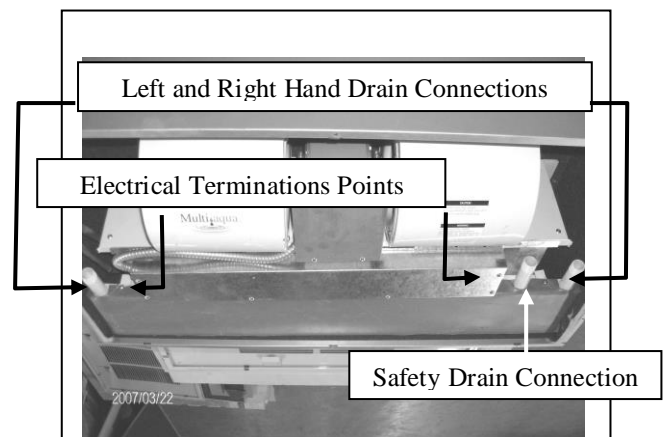 Left and Right Hand Drain Connections
Electrical Terminations Points
Multiaqua
Safety Drain Connection
2007/03/22